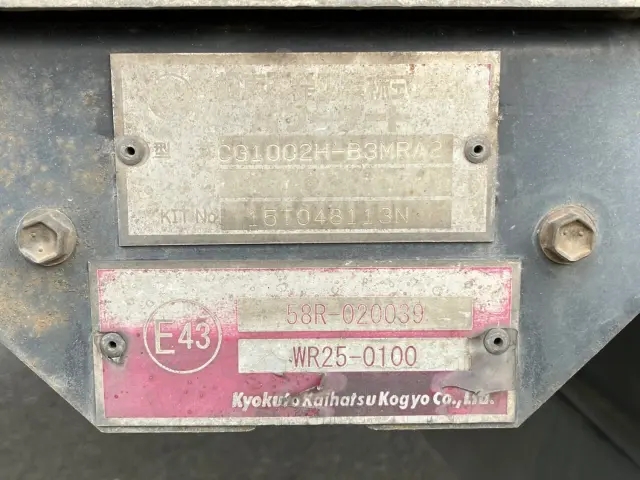 型
CG1002H-B3MRA2
KIT No.
5T048113N
E43
58R-020039
WR25-0100
Kyokuto Kaihatsu Kogyo Co., Ltd.